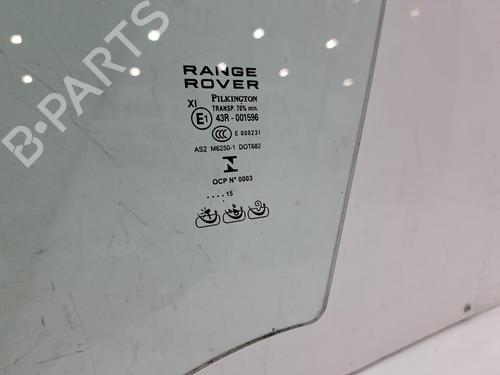 RANGE
ROVER
PILKINGTON
XI TRANSP. 70% min.
E1 43R - 001596
CCC E 000231
AS2 M6250-1 DOT682
OCP N° 0003
.... 15
B-PARTS